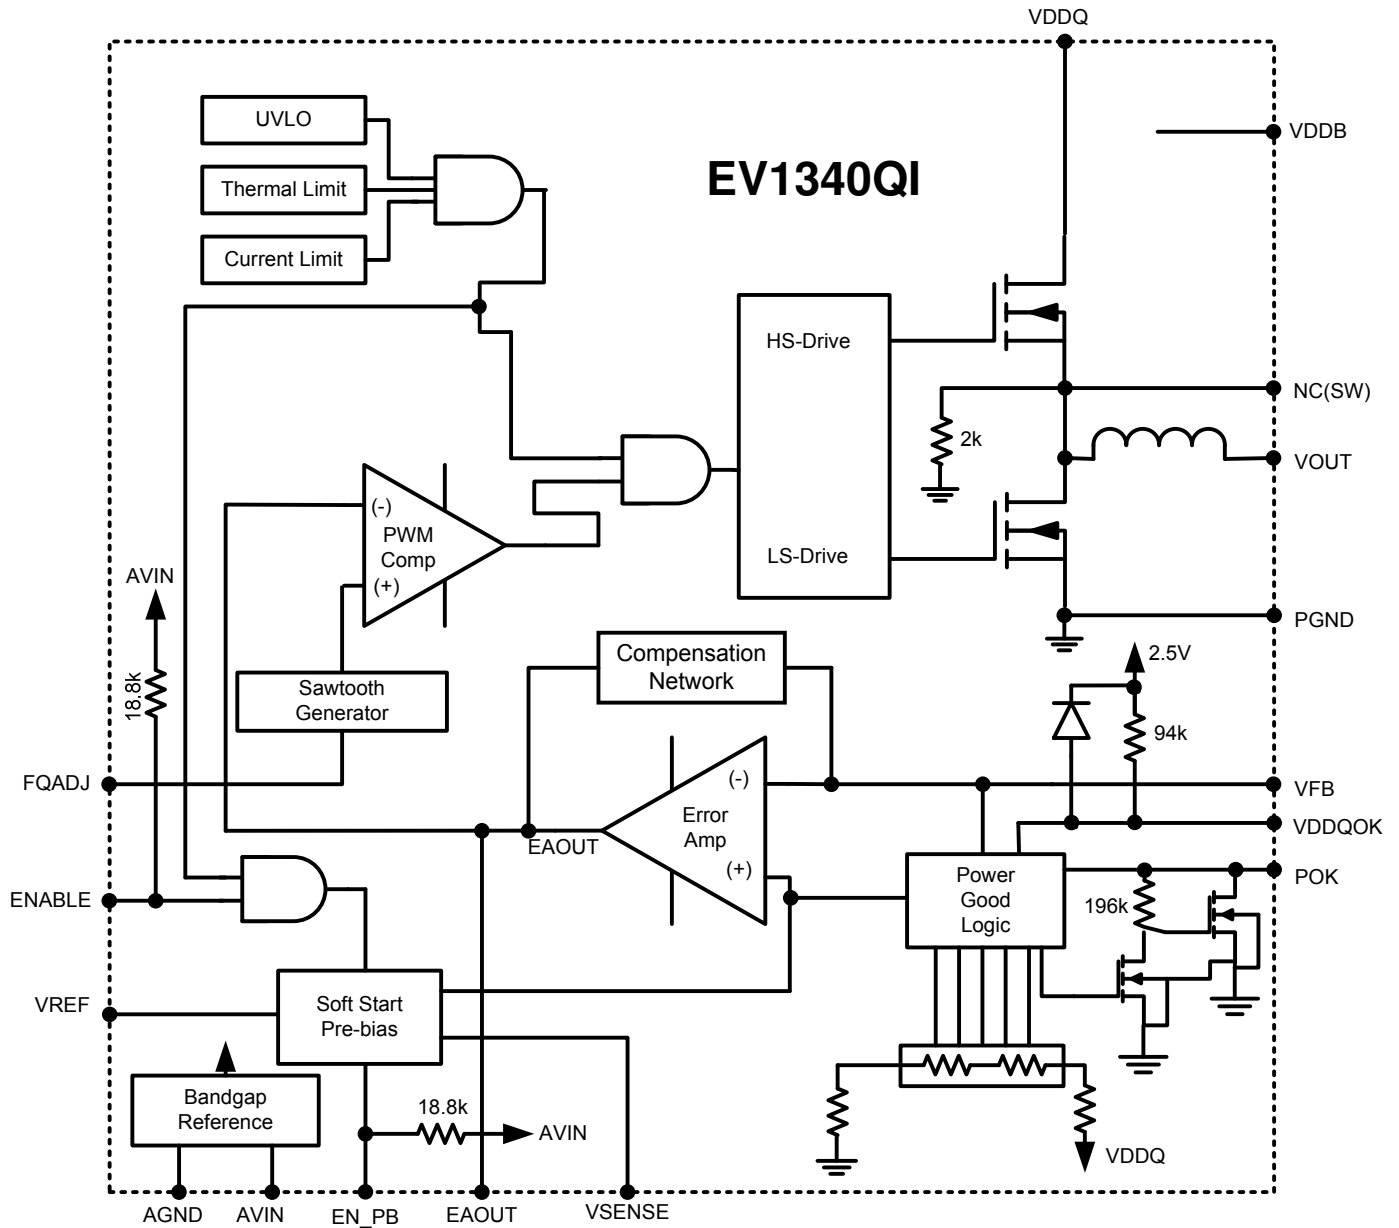 VDDQ
UVLO
VDDB
EV1340QI
Thermal Limit
Current Limit
HS-Drive
NC(SW)
2k
VOUT
(-)
PWM
Comp
(+)
LS-Drive
AVIN
PGND
Compensation
Network
2.5V
18.8k
Sawtooth
Generator
94k
FQADJ
(-)
VFB
Error
Amp
VDDQOK
EAOUT
(+)
Power
Good
Logic
POK
ENABLE
196k
VREF
Soft Start
Pre-bias
Bandgap
Reference
18.8k
AVIN
VDDQ
AGND
AVIN
EN_PB
EAOUT
VSENSE